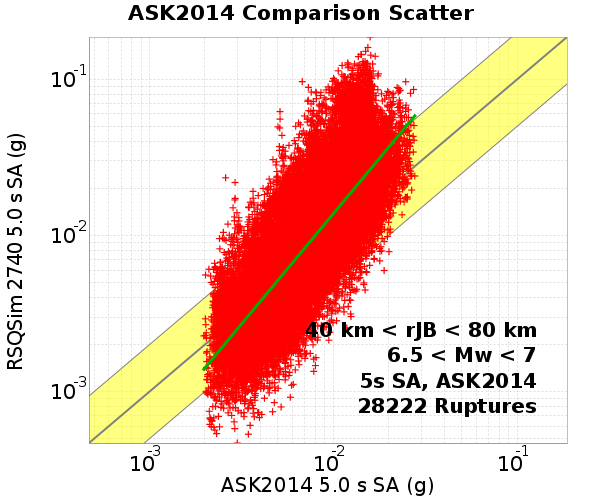 ASK2014 Comparison Scatter
RSQSim 2740 5.0 s SA (g)
10-1
10-2
10-3
40 km < rJB < 80 km
6.5 < Mw < 7
5s SA, ASK2014
28222 Ruptures
10-3 10-2 10-1
ASK2014 5.0 s SA (g)